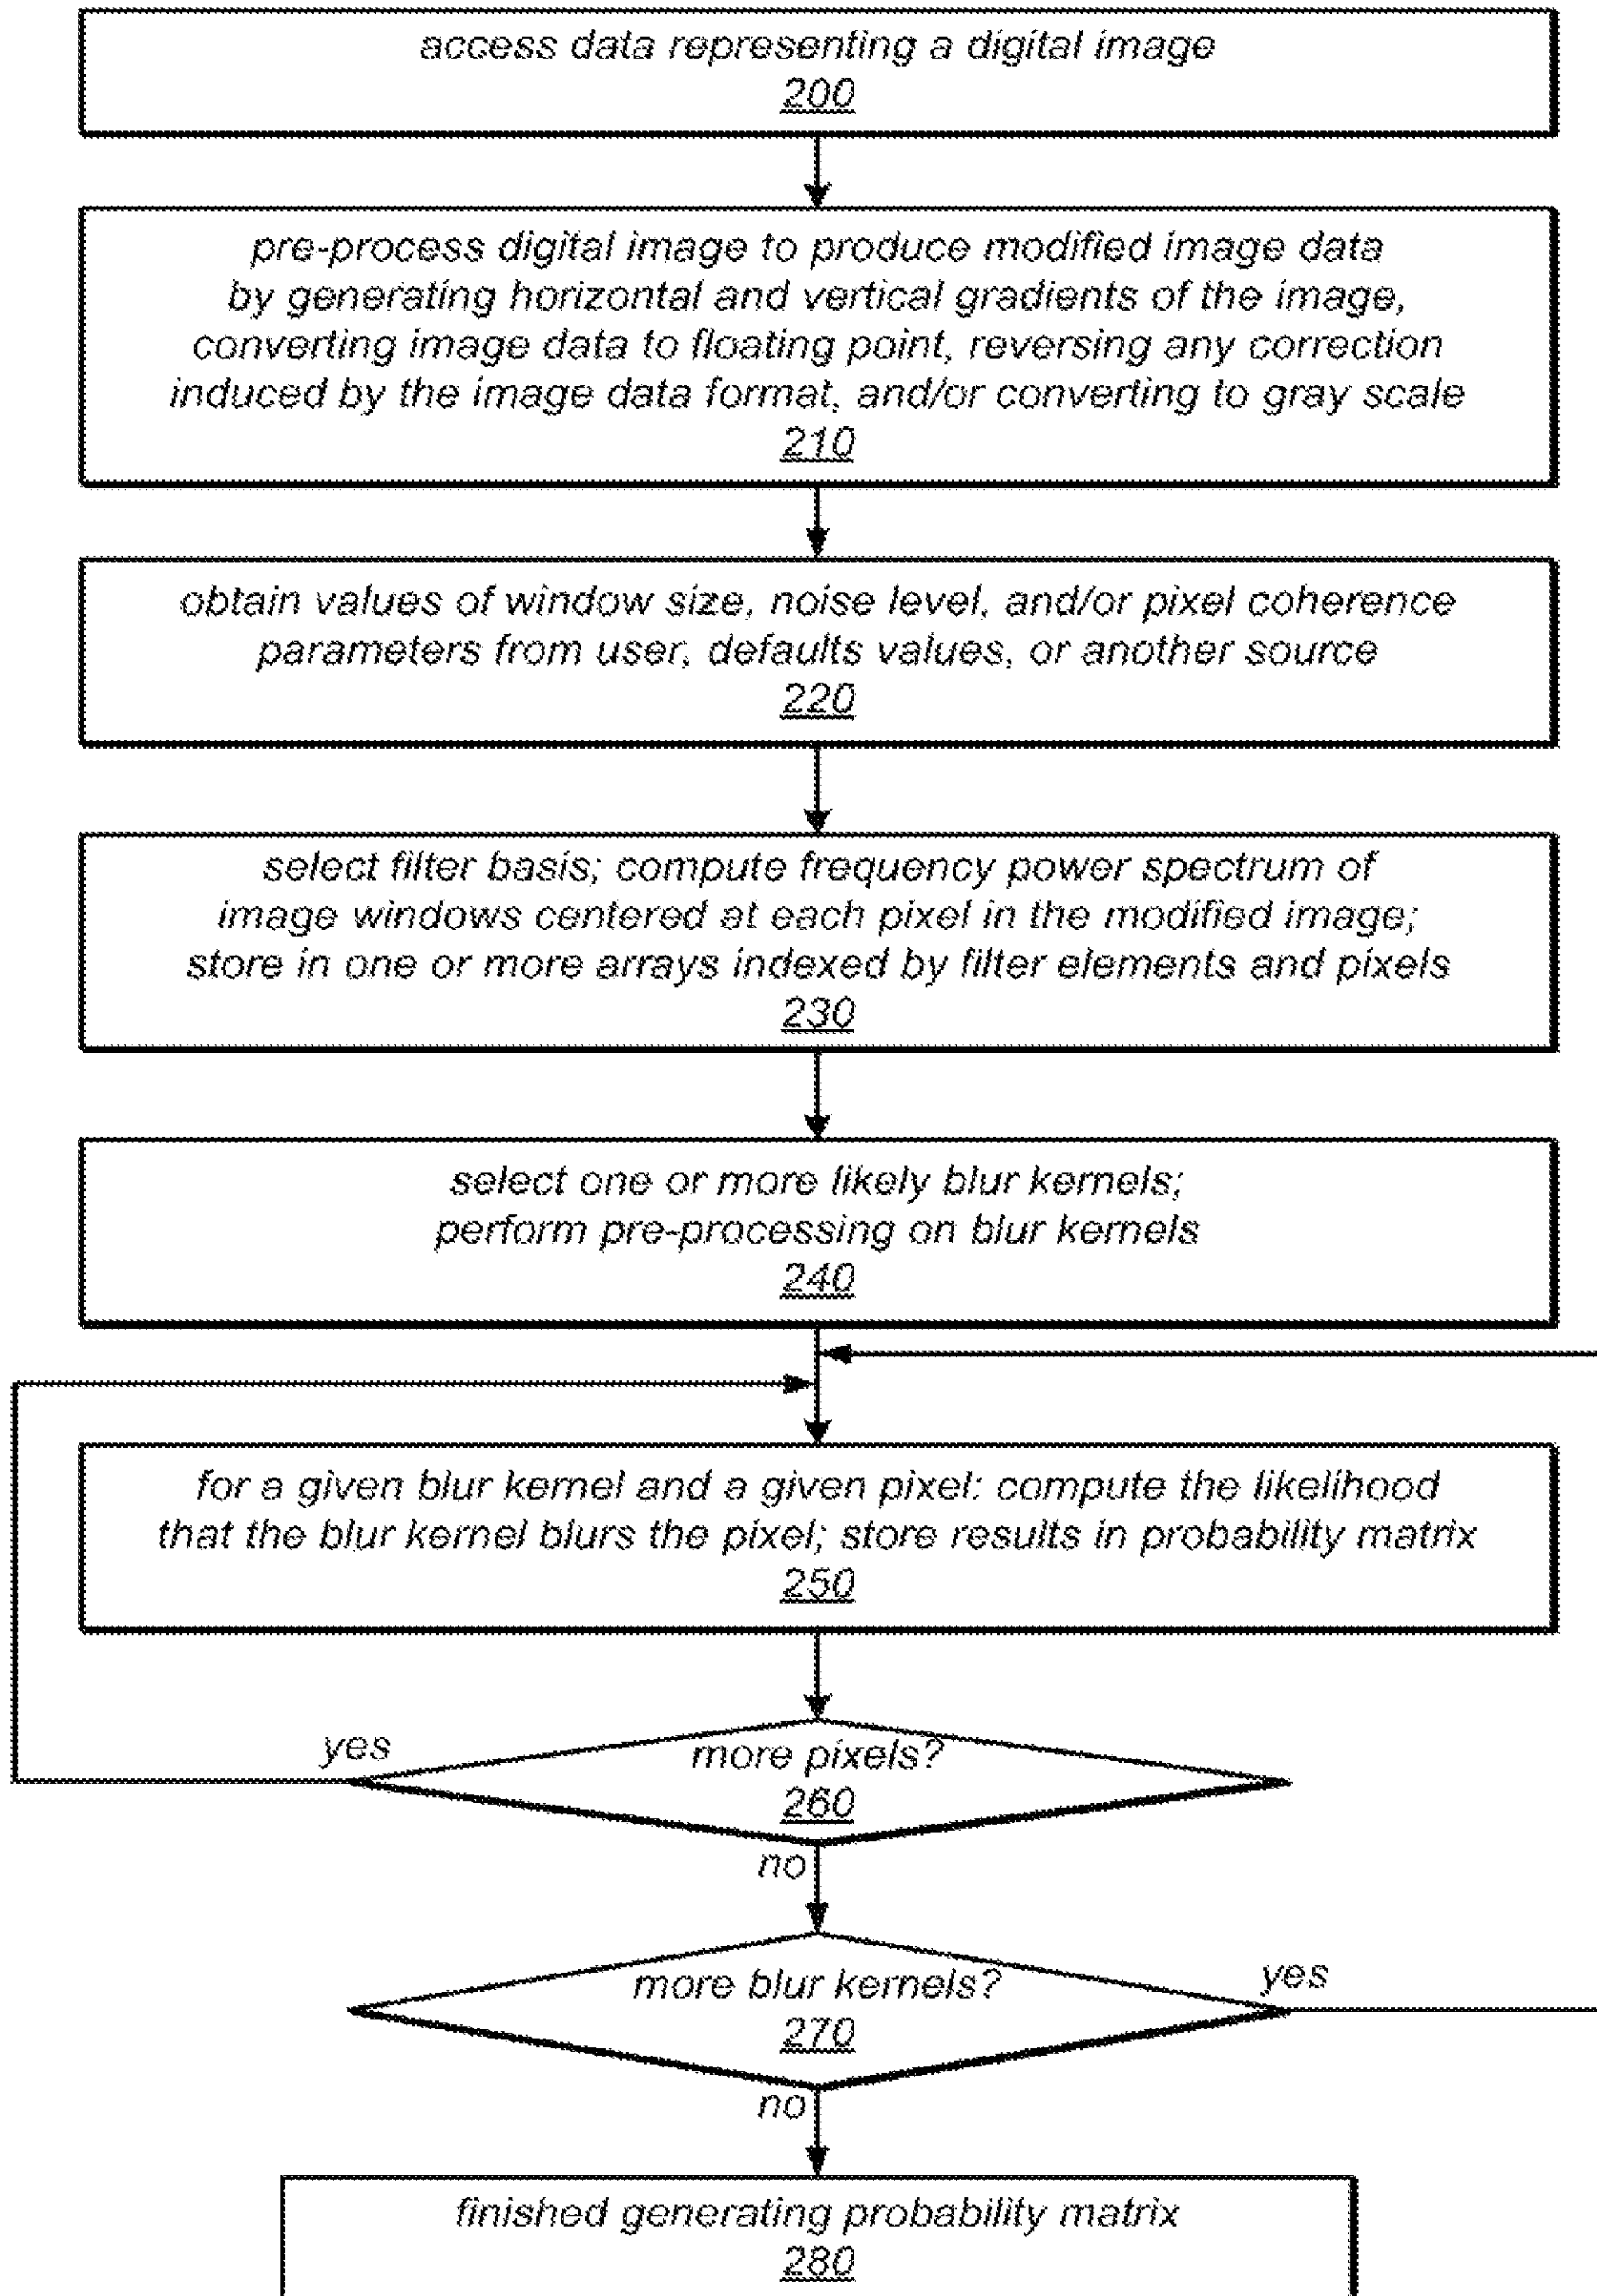 access data representing a digital image
200
pre-process digital image to produce modified image data
by generating horizontal and vertical gradients of the image,
converting image data to floating point, reversing any correction
induced by the image data format, and/or converting to gray scale
210
obtain values of window size, noise level, and/or pixel coherence
parameters from user, defaults values, or another source
220
select filter basis; compute frequency power spectrum of
image windows centered at each pixel in the modified image;
store in one or more arrays indexed by filter elements and pixels
230
select one or more likely blur kernels;
perform pre-processing on blur kernels
240
for a given blur kernel and a given pixel: compute the likelihood
that the blur kernel blurs the pixel; store results in probability matrix
250
yes
more pixels?
260
no
more blur kernels?
yes
270
no
finished generating probability matrix
280